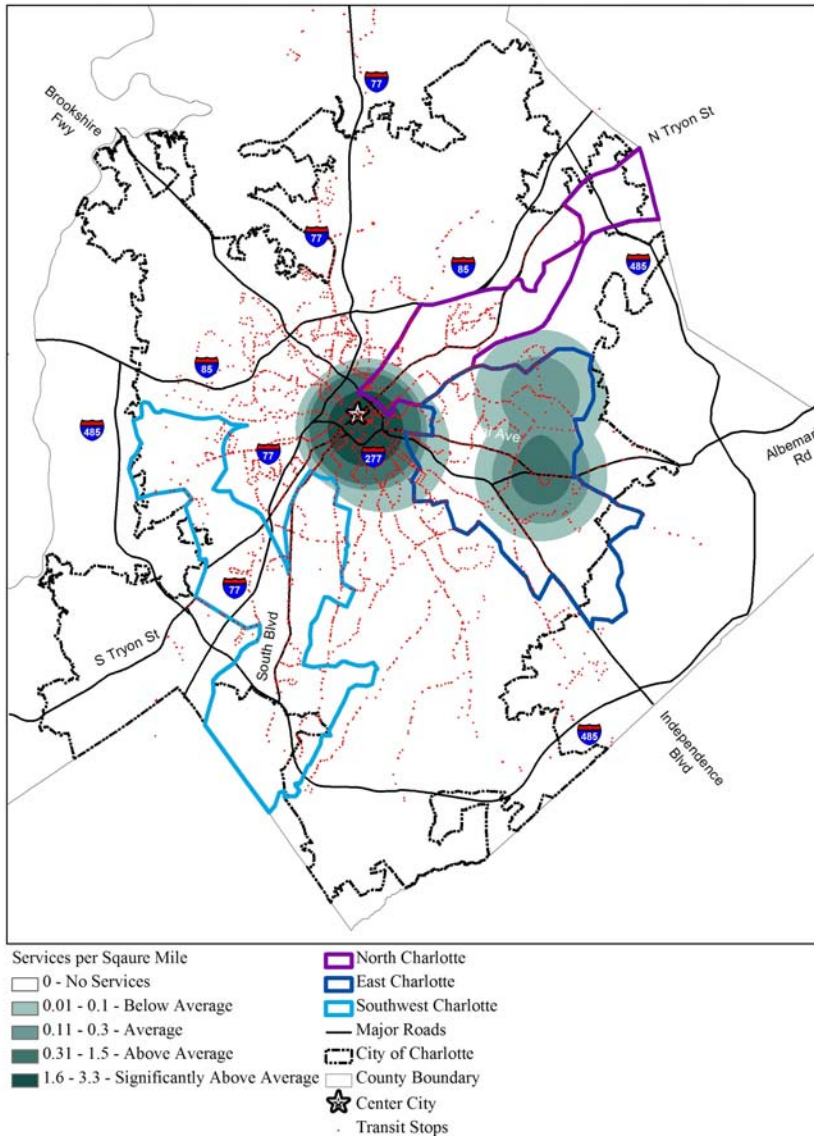 77
Brookshire
Fwy
N Tryon St
77
85
485
85
Ave
485
77
277
Albemarle
Rd
77
S Tryon St
South Blvd
485
Independence
Blvd
Services per Sqaure Mile
0 - No Services
0.01 - 0.1 - Below Average
0.11 - 0.3 - Average
0.31 - 1.5 - Above Average
1.6 - 3.3 - Significantly Above Average
North Charlotte
East Charlotte
Southwest Charlotte
Major Roads
City of Charlotte
County Boundary
Center City
Transit Stops